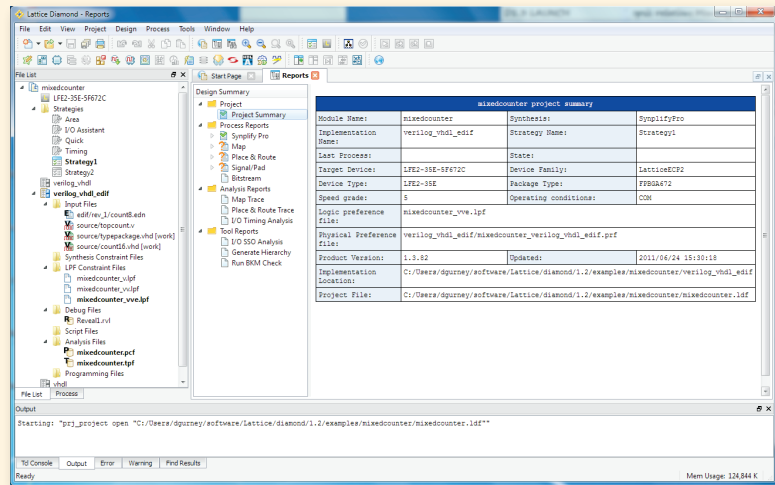 Lattice Diamond - Reports
File Edit View Project Design Process Tools Window Help
File List
mixedcounter
LFE2-35E-5F672C
Strategies
Area
I/O Assistant
Quick
Timing
Strategy1
Strategy2
verilog_vhdl
verilog_vhdl_edif
Input Files
edif/rev_1/count8.edn
source/topcount.v
source/typepackage.vhd [work]
source/count16.vhd [work]
Synthesis Constraint Files
LPF Constraint Files
mixedcounter_v.lpf
mixedcounter_vv.lpf
mixedcounter_vve.lpf
Debug Files
Reveal1.rvl
Script Files
Analysis Files
mixedcounter.pcf
mixedcounter.tpf
Programming Files
vhdl
File List Process
Start Page Reports
Design Summary
Project
Project Summary
Process Reports
Synplify Pro
Map
Place & Route
Signal/Pad
Bitstream
Analysis Reports
Map Trace
Place & Route Trace
I/O Timing Analysis
Tool Reports
I/O SSO Analysis
Generate Hierarchy
Run BKM Check
mixedcounter project summary
Module Name: mixedcounter Synthesis: SynplifyPro
Implementation Name: verilog_vhdl_edif Strategy Name: Strategy1
Last Process: State:
Target Device: LFE2-35E-5F672C Device Family: LatticeECP2
Device Type: LFE2-35E Package Type: FPBGA672
Speed grade: 5 Operating conditions: COM
Logic preference file: mixedcounter_vve.lpf
Physical Preference file: verilog_vhdl_edif/mixedcounter_verilog_vhdl_edif.prf
Product Version: 1.3.82 Updated: 2011/06/24 15:30:18
Implementation Location: C:/Users/dgurney/software/Lattice/diamond/1.2/examples/mixedcounter/verilog_vhdl_edif
Project File: C:/Users/dgurney/software/Lattice/diamond/1.2/examples/mixedcounter/mixedcounter.ldf
Output
Starting: "prj_project open "C:/Users/dgurney/software/Lattice/diamond/1.2/examples/mixedcounter/mixedcounter.ldf""
Tcl Console Output Error Warning Find Results
Ready Mem Usage: 124,844 K